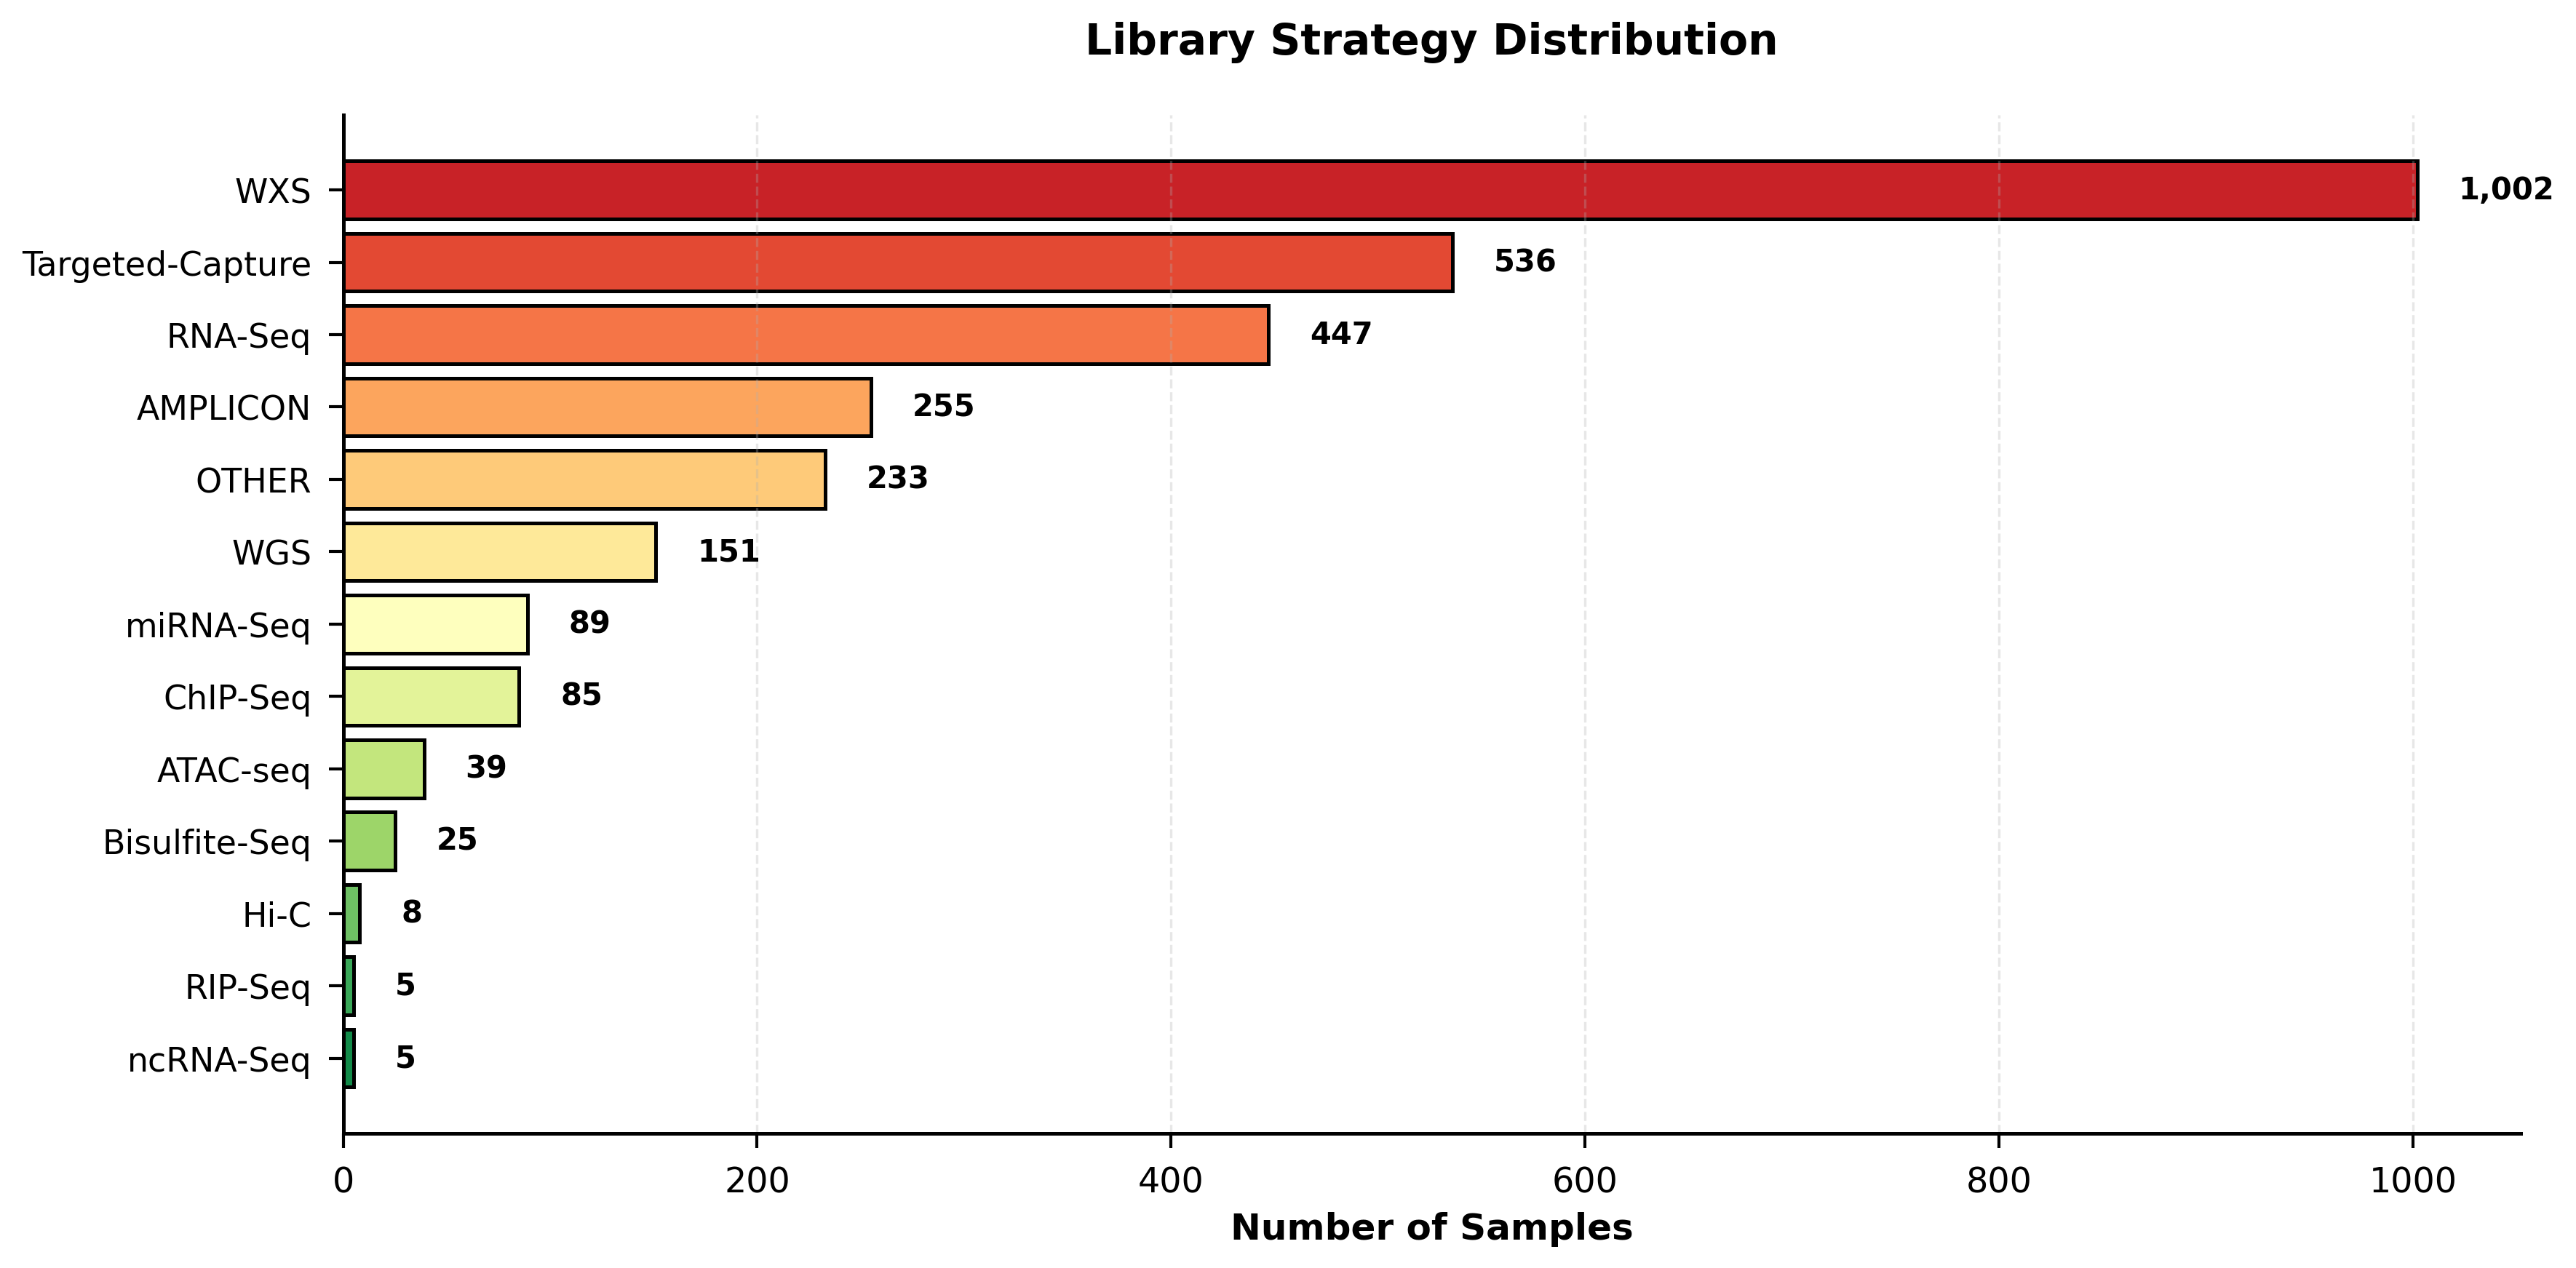 Library Strategy Distribution
WXS 1,002
Targeted-Capture 536
RNA-Seq 447
AMPLICON 255
OTHER 233
WGS 151
miRNA-Seq 89
ChIP-Seq 85
ATAC-seq 39
Bisulfite-Seq 25
Hi-C 8
RIP-Seq 5
ncRNA-Seq 5
0 200 400 600 800 1000
Number of Samples